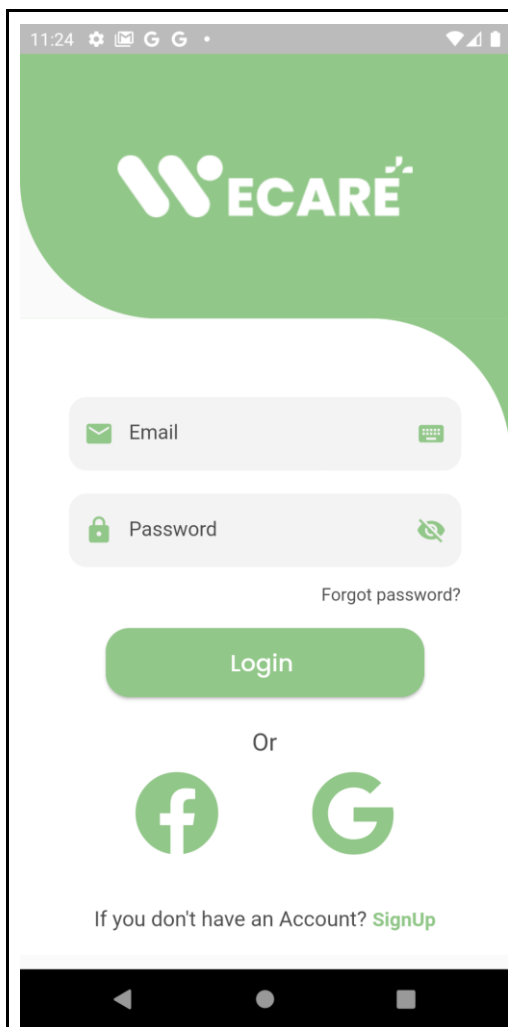 11:24 G G
WECARE
Email
Password
Forgot password?
Login
Or
f G
If you don't have an Account? SignUp